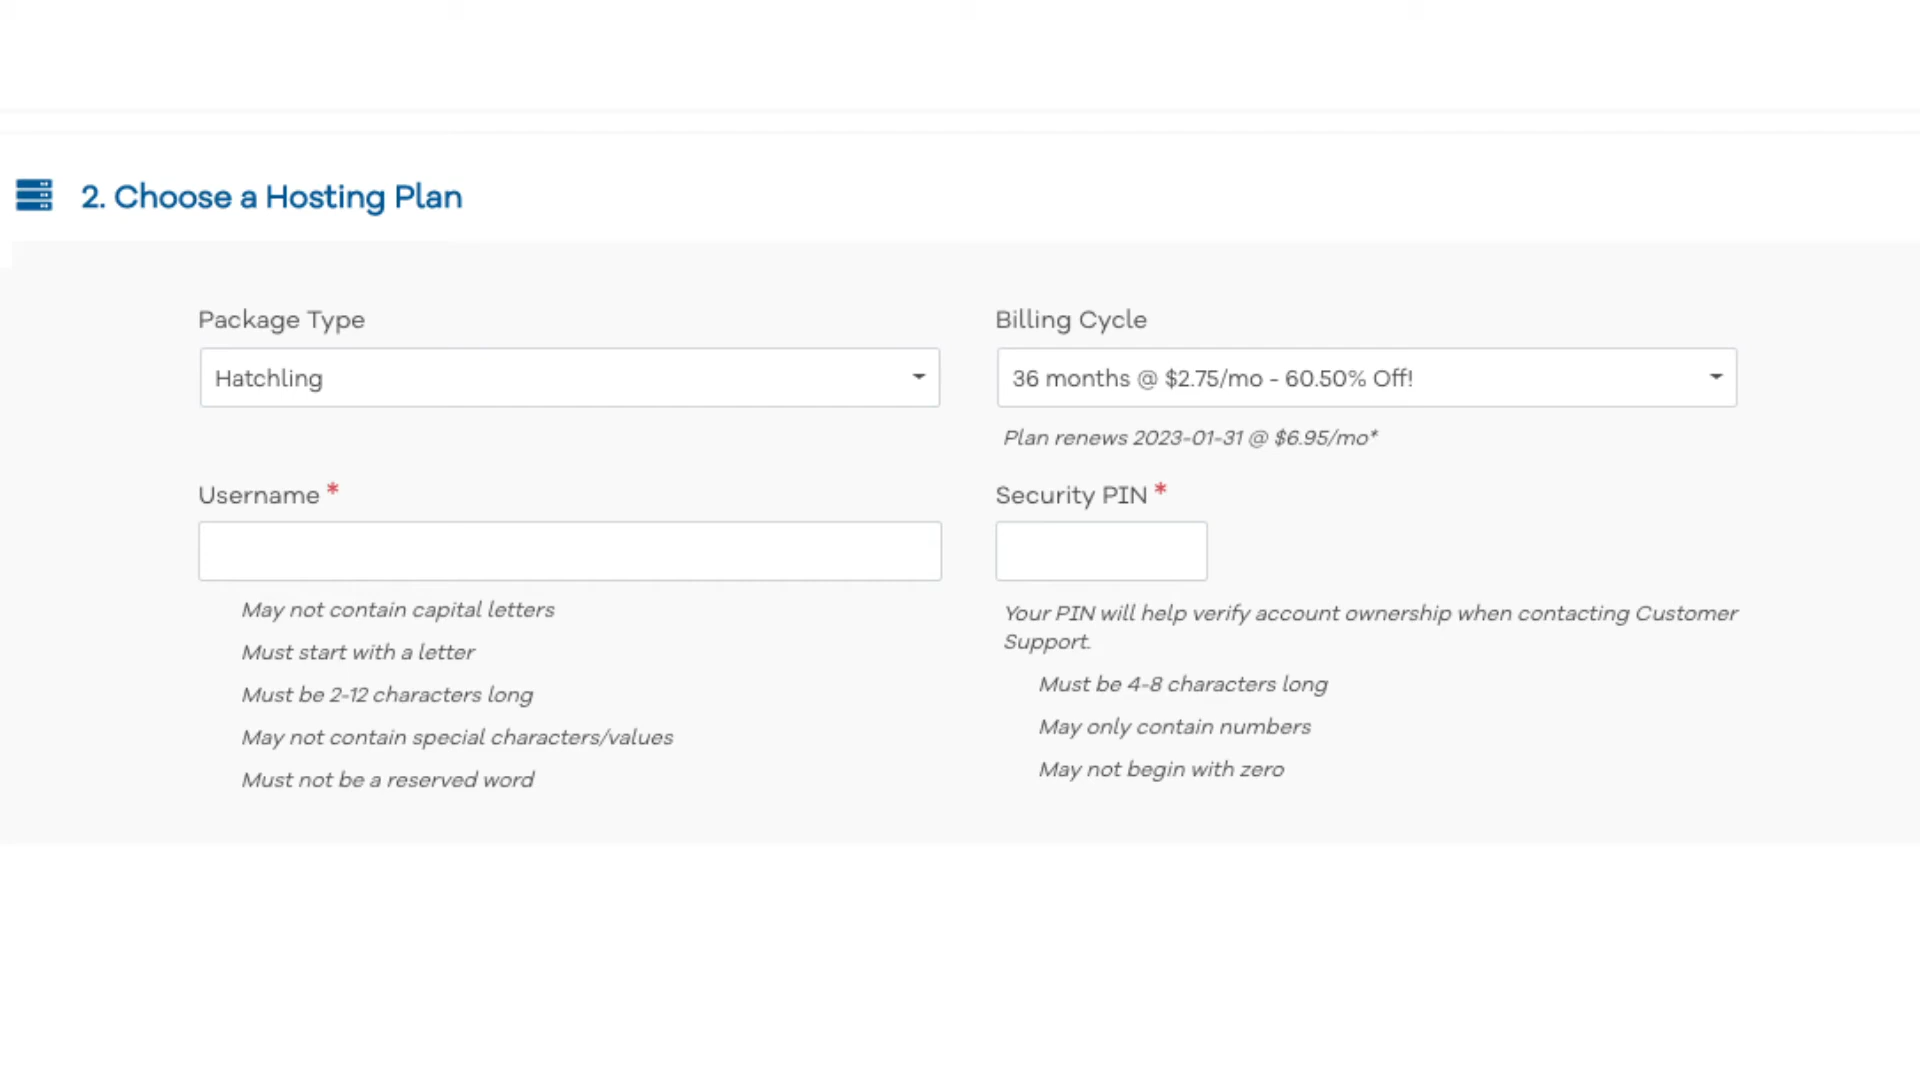 2. Choose a Hosting Plan
Package Type
Hatchling
Billing Cycle
36 months @ $2.75/mo - 60.50% Off!
Plan renews 2023-01-31 @ $6.95/mo*
Username *
May not contain capital letters
Must start with a letter
Must be 2-12 characters long
May not contain special characters/values
Must not be a reserved word
Security PIN *
Your PIN will help verify account ownership when contacting Customer
Support.
Must be 4-8 characters long
May only contain numbers
May not begin with zero